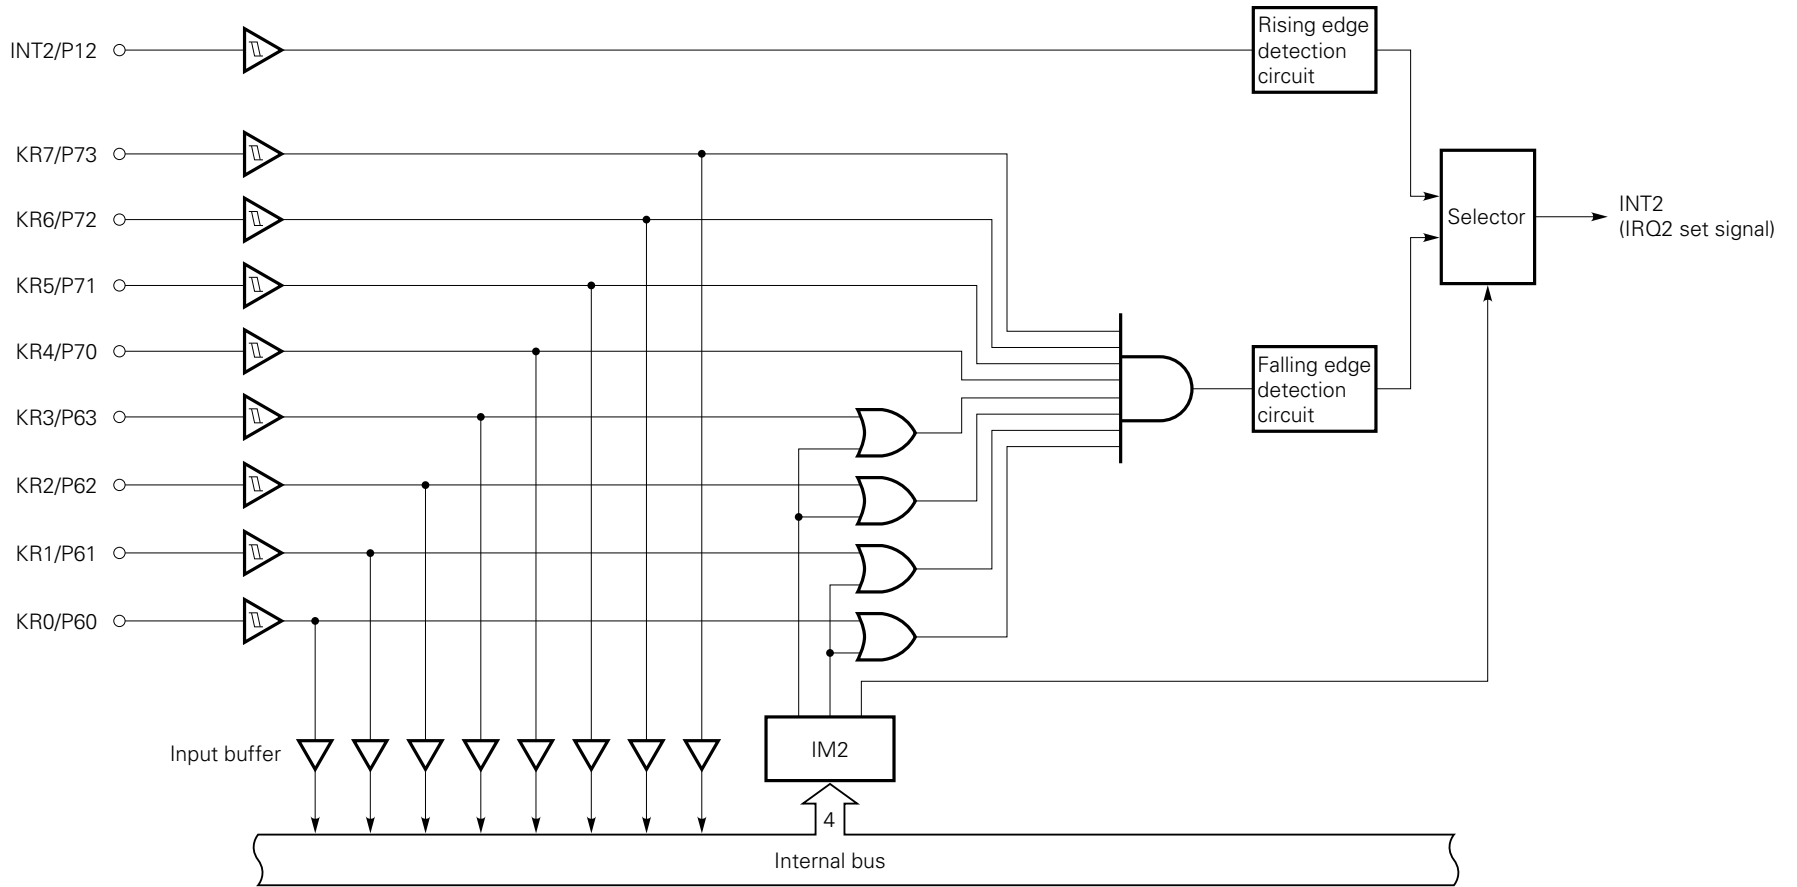 INT2/P12
Rising edge
detection
circuit
KR7/P73
KR6/P72
Selector
INT2
(IRQ2 set signal)
KR5/P71
KR4/P70
Falling edge
detection
circuit
KR3/P63
KR2/P62
KR1/P61
KR0/P60
Input buffer
IM2
4
Internal bus